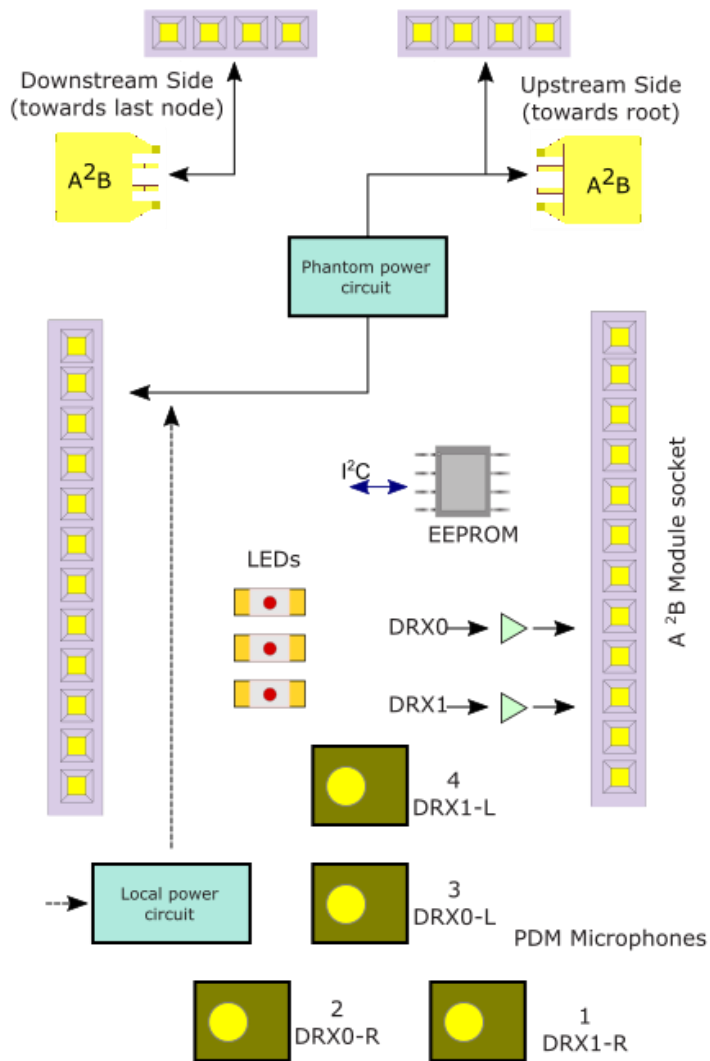 Downstream Side
(towards last node)
Upstream Side
(towards root)
A²B
A²B
Phantom power
circuit
I²C
EEPROM
A ²B Module socket
LEDs
DRX0
DRX1
4
DRX1-L
Local power
circuit
3
DRX0-L
PDM Microphones
2
DRX0-R
1
DRX1-R